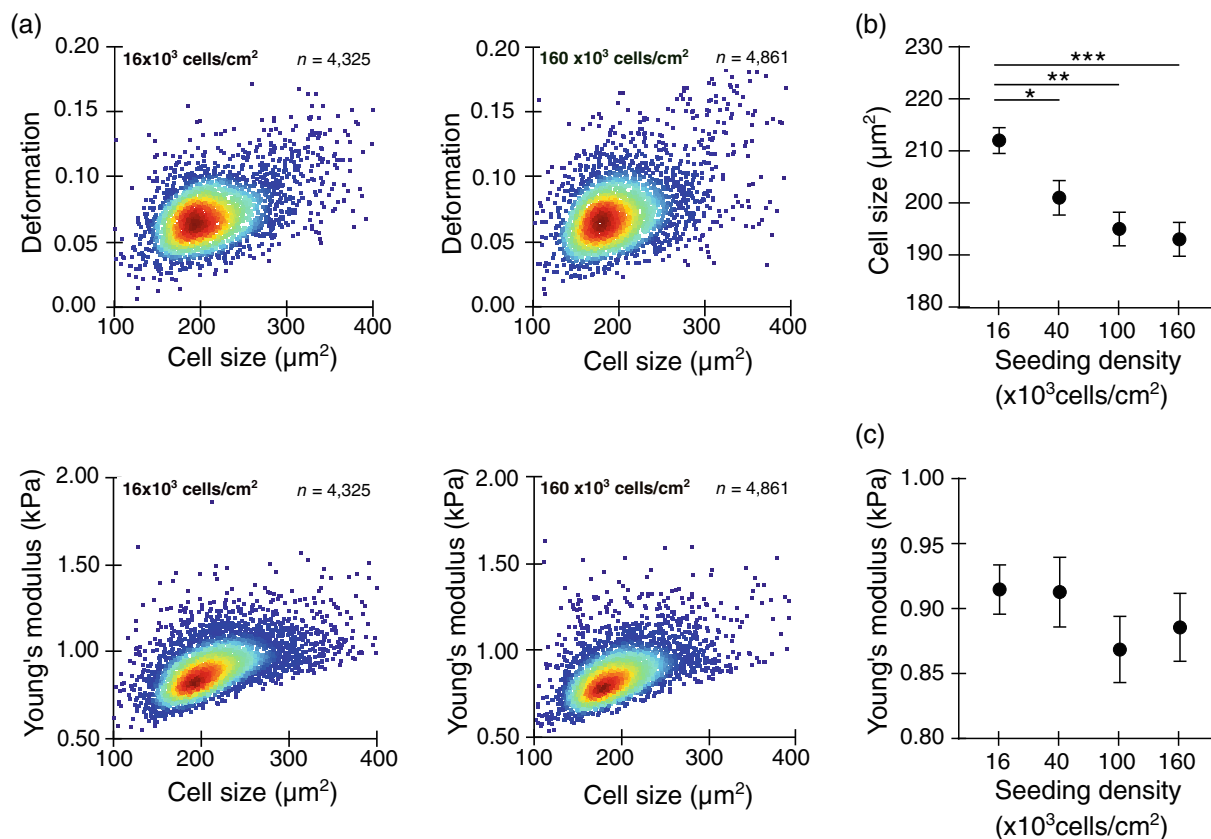 (a)
0.20
0.15
0.10
0.05
0.00
Deformation
16x10³ cells/cm²
n = 4,325
100 200 300 400
Cell size (µm²)
0.20
0.15
0.10
0.05
0.00
Deformation
160 x10³ cells/cm²
n = 4,861
100 200 300 400
Cell size (µm²)
(b)
230
220
210
200
190
180
Cell size (µm²)
***
**
*
16 40 100 160
Seeding density
(x10³cells/cm²)
2.00
1.50
1.00
0.50
Young's modulus (kPa)
16x10³ cells/cm²
n = 4,325
100 200 300 400
Cell size (µm²)
2.00
1.50
1.00
0.50
Young's modulus (kPa)
160 x10³ cells/cm²
n = 4,861
100 200 300 400
Cell size (µm²)
(c)
1.00
0.95
0.90
0.85
0.80
Young's modulus (kPa)
16 40 100 160
Seeding density
(x10³cells/cm²)